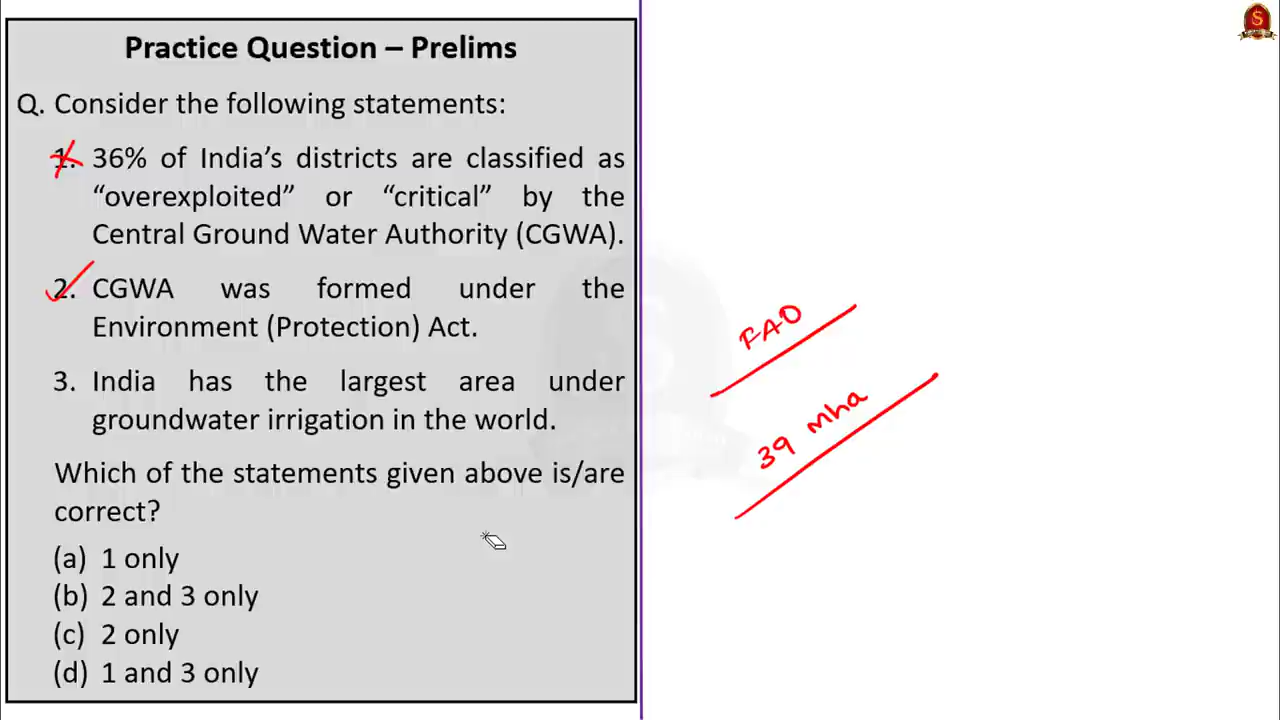 Practice Question – Prelims
Q. Consider the following statements:
1. 36% of India’s districts are classified as
“overexploited” or “critical” by the
Central Ground Water Authority (CGWA).
2. CGWA was formed under the
Environment (Protection) Act.
3. India has the largest area under
groundwater irrigation in the world.
Which of the statements given above is/are
correct?
(a) 1 only
(b) 2 and 3 only
(c) 2 only
(d) 1 and 3 only
FAO
39 mha